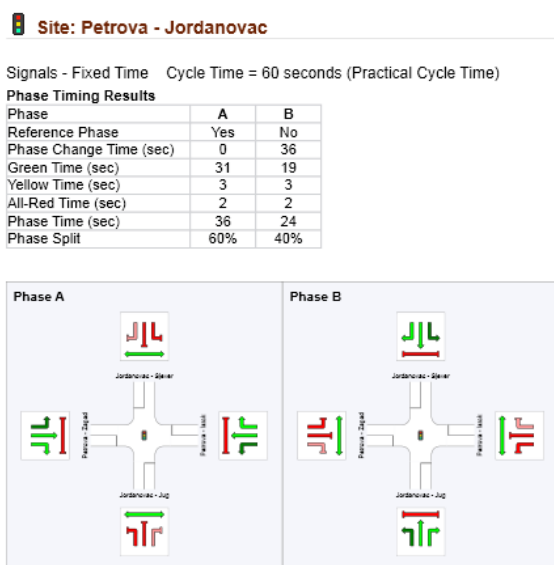 Site: Petrova - Jordanovac
Signals - Fixed Time Cycle Time = 60 seconds (Practical Cycle Time)
Phase Timing Results
Phase A B
Reference Phase Yes No
Phase Change Time (sec) 0 36
Green Time (sec) 31 19
Yellow Time (sec) 3 3
All-Red Time (sec) 2 2
Phase Time (sec) 36 24
Phase Split 60% 40%
Phase A
Jordanovac - Sjever
Petrova - Zapad
Petrova - Istok
Jordanovac - Jug
Phase B
Jordanovac - Sjever
Petrova - Zapad
Petrova - Istok
Jordanovac - Jug